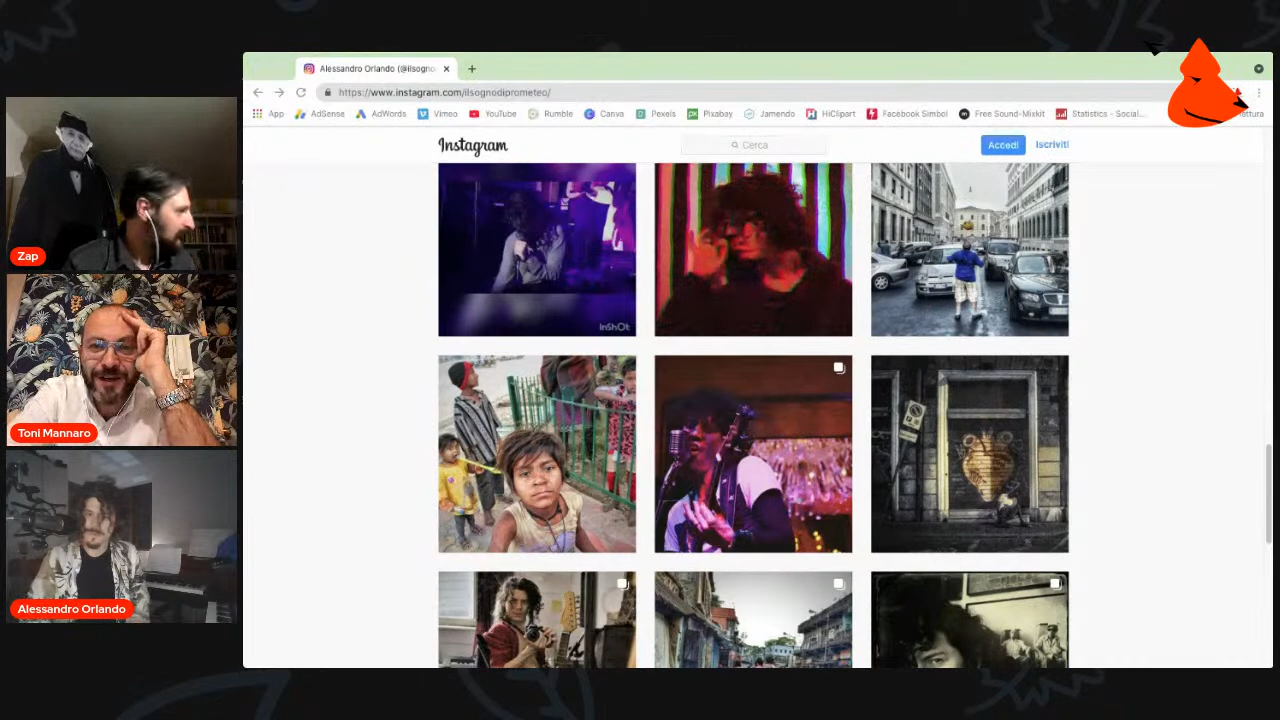 Alessandro Orlando (@ilsogno
https://www.instagram.com/ilsognodiprometeo/
App AdSense AdWords Vimeo YouTube Rumble Canva Pexels Pixabay Jamendo HiClipart Facebook Simbol Free Sound-Mixkit Statistics - Social... attura
Instagram Cerca Accedi Iscriviti
InShOt
Zap
Toni Mannaro
Alessandro Orlando